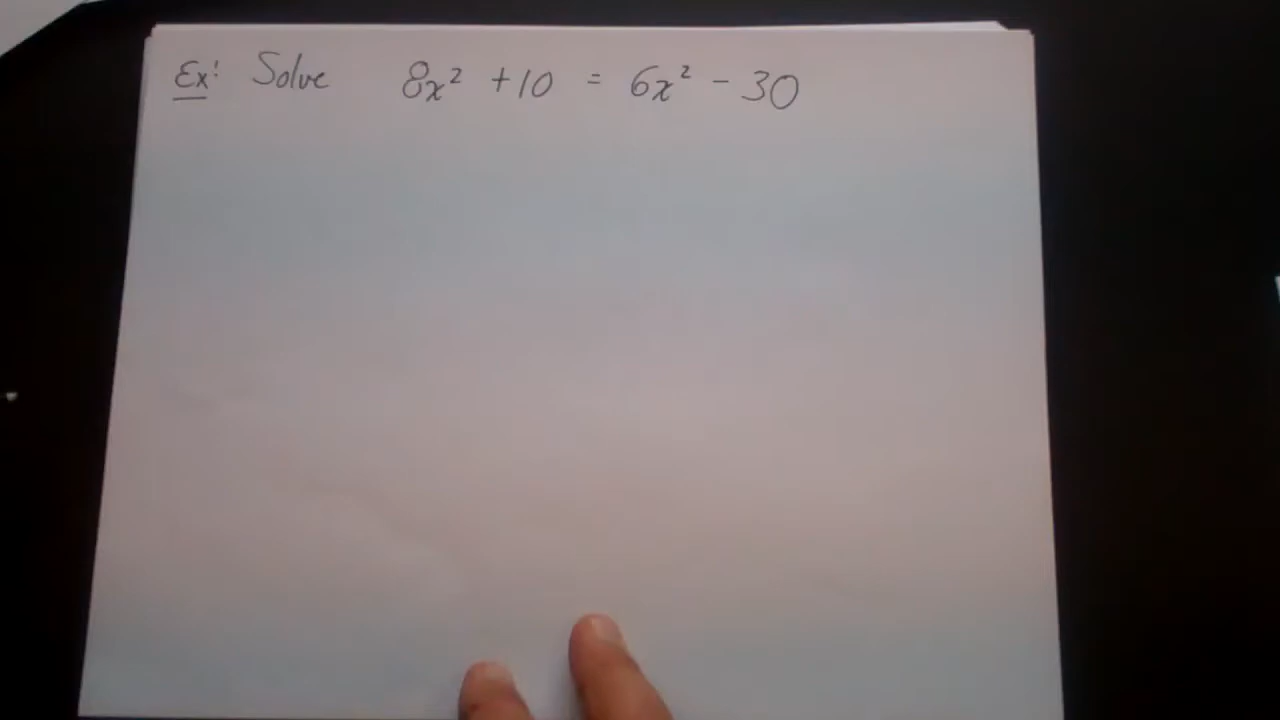 Ex: Solve 8x² + 10 = 6x² - 30